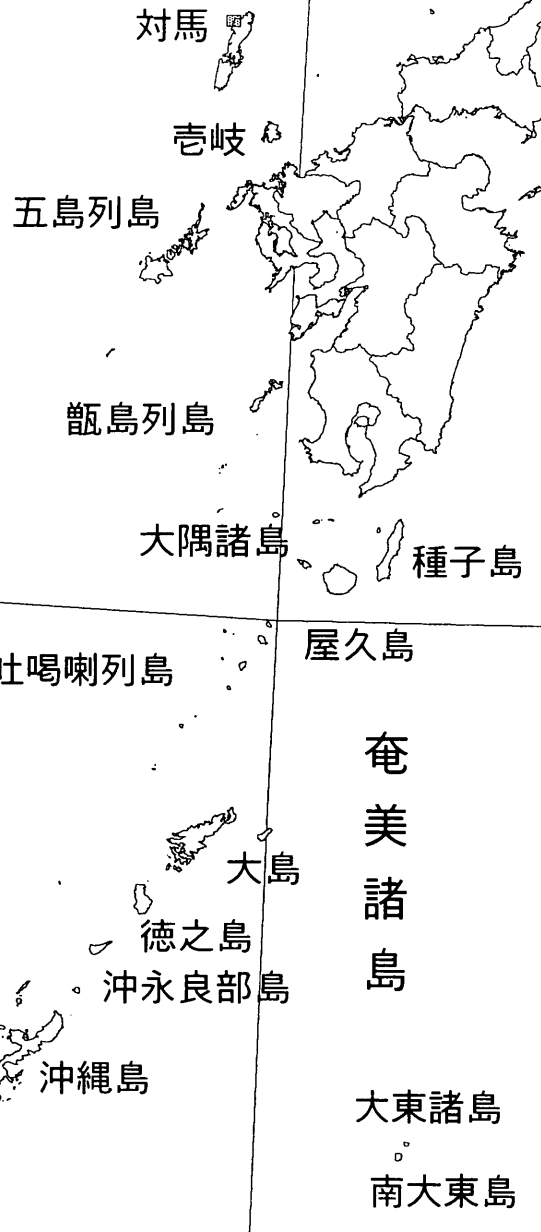 対馬
壱岐
五島列島
甑島列島
大隅諸島
種子島
屋久島
吐喝喇列島
奄美諸島
大島
徳之島
沖永良部島
沖縄島
大東諸島
南大東島